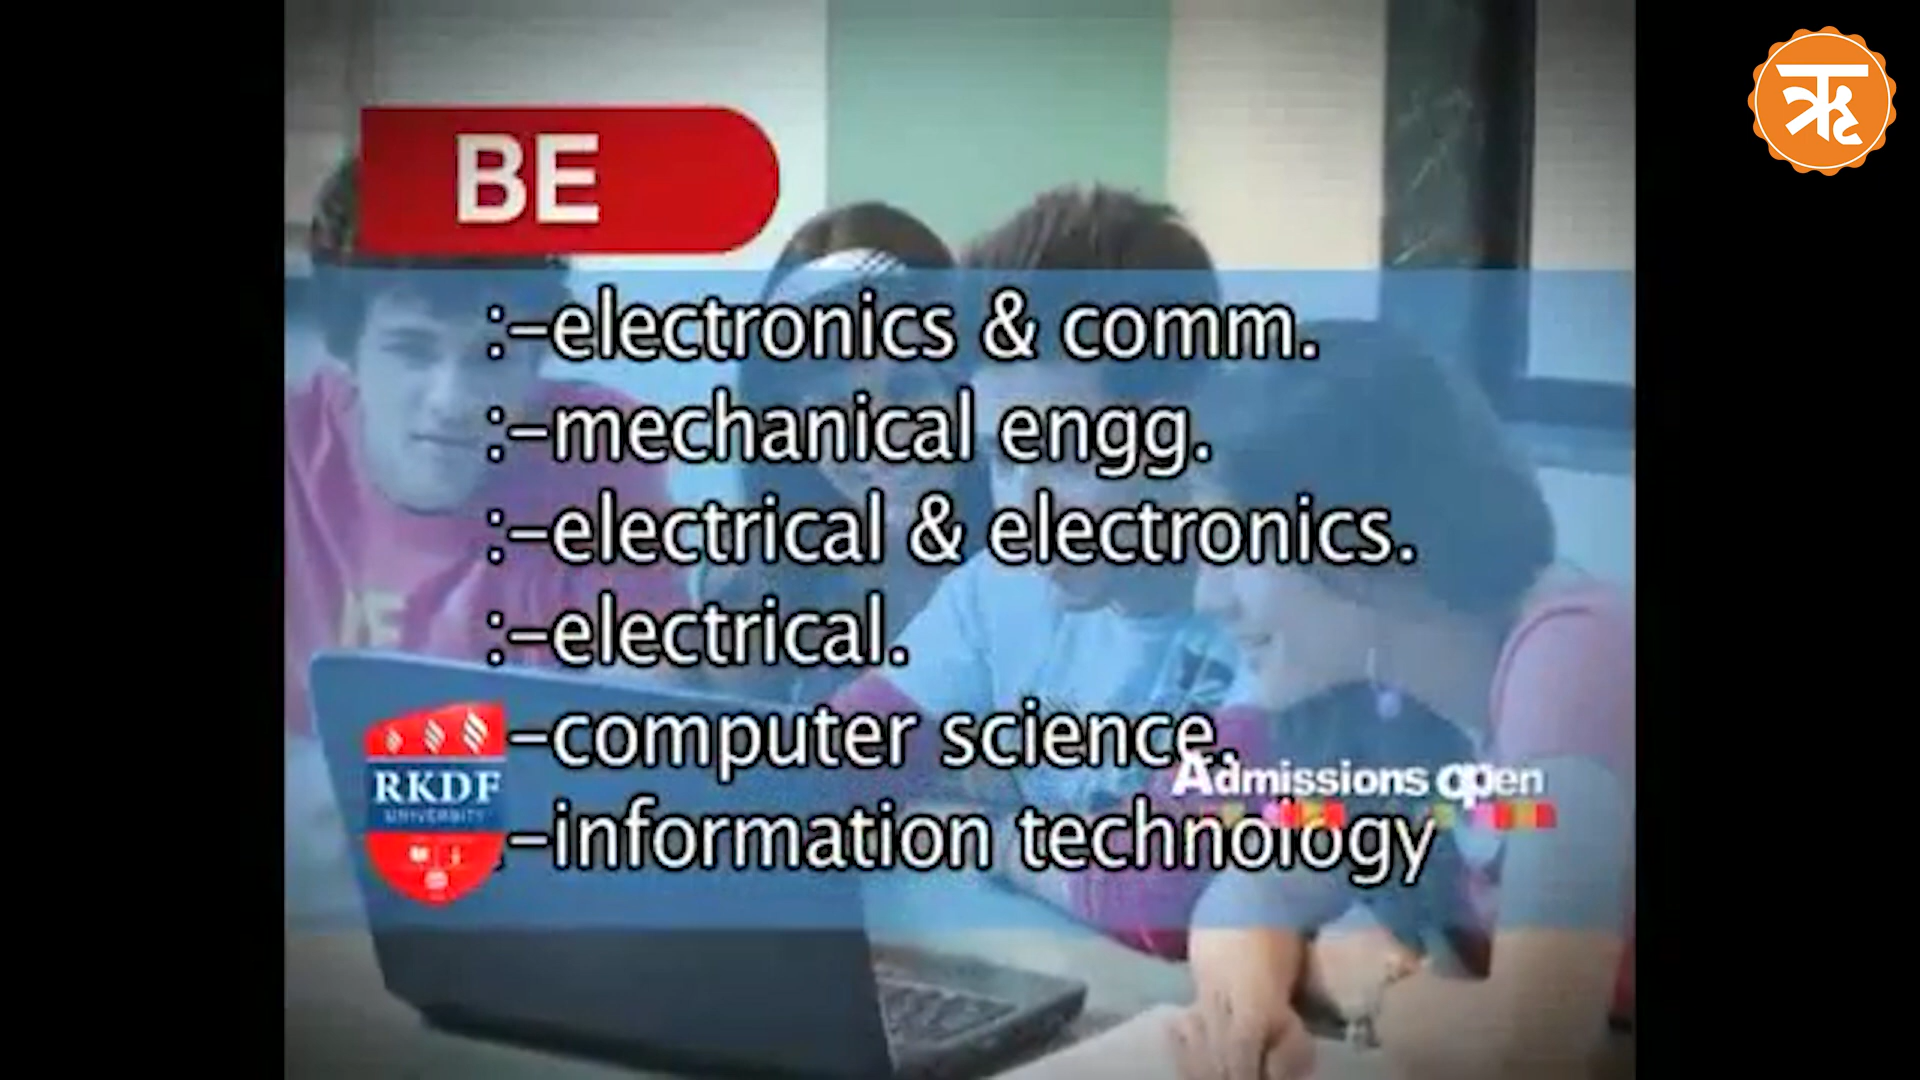 ऋ
BE
:-electronics & comm.
:-mechanical engg.
:-electrical & electronics.
:-electrical.
-computer science.
RKDF
UNIVERSITY
Admissions open
-information technology